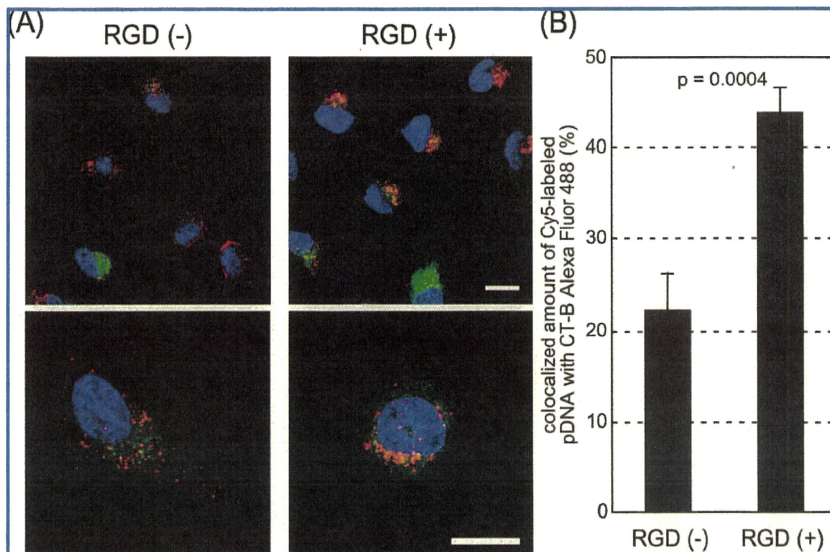 (A)
RGD (-)
RGD (+)
(B)
colocalized amount of Cy5-labeled
pDNA with CT-B Alexa Fluor 488 (%)
50
40
30
20
10
0
p = 0.0004
RGD (-)
RGD (+)